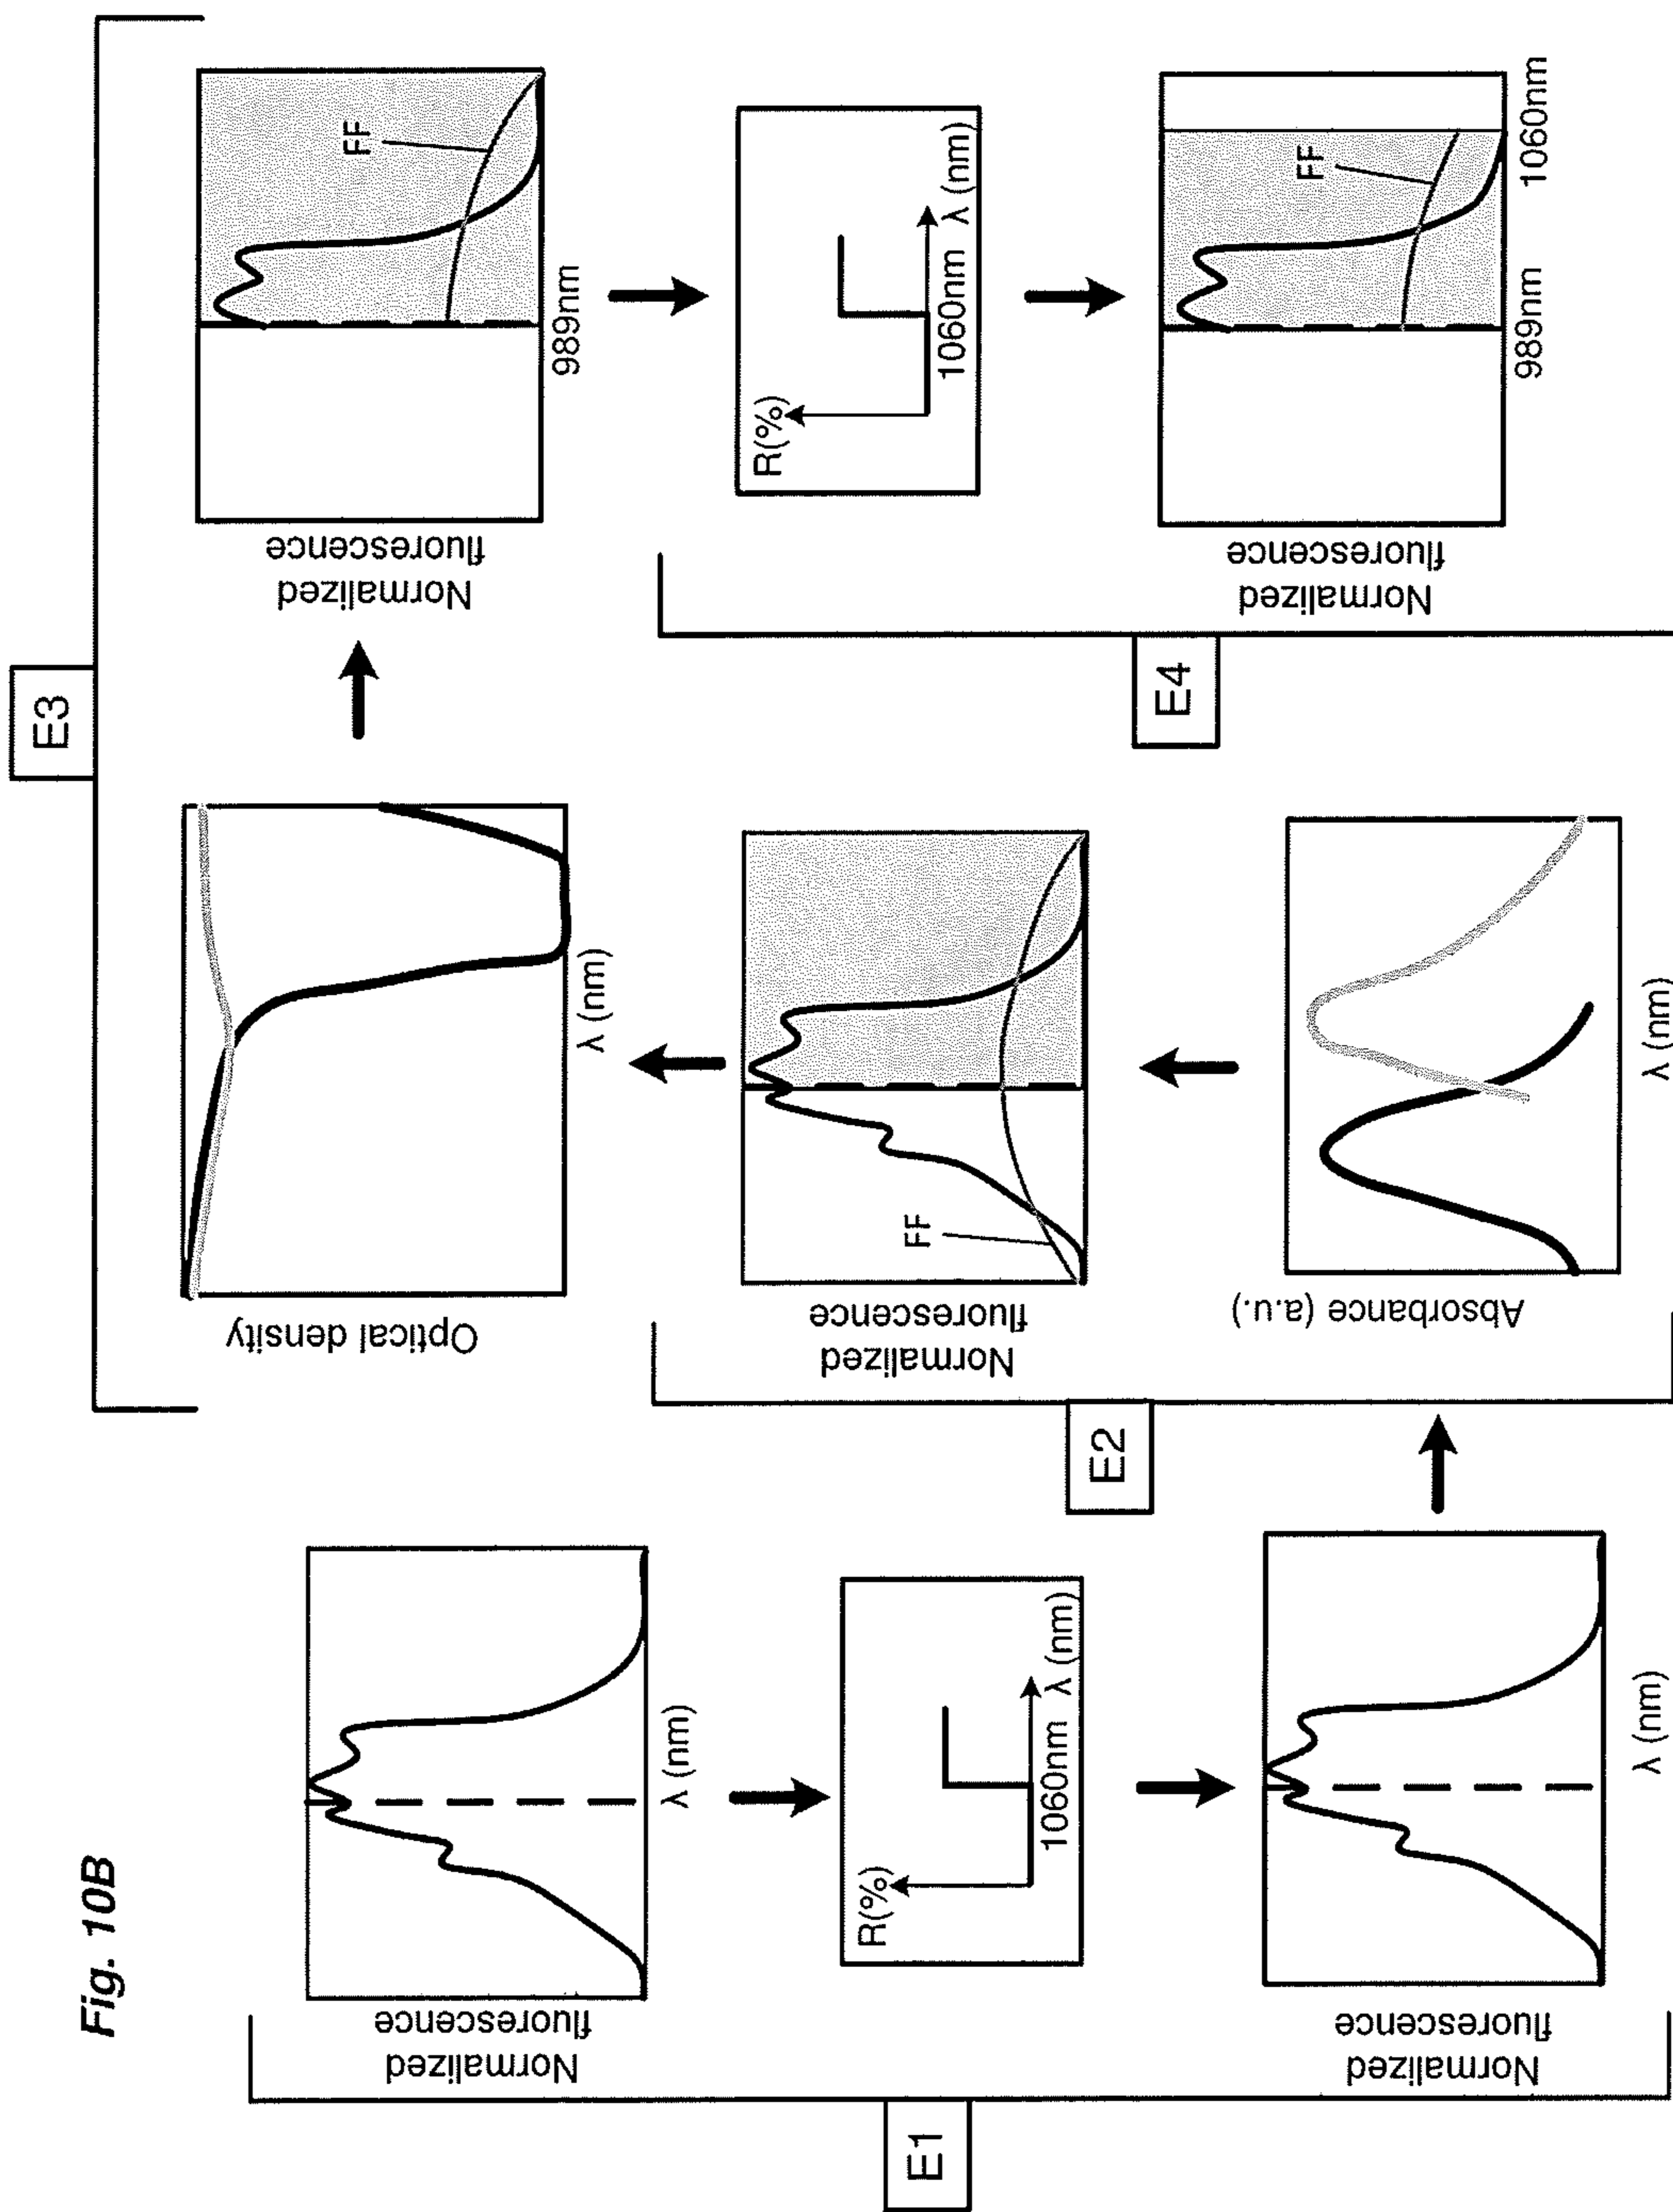 Fig. 10B
E1
Normalized
fluorescence
λ (nm)
R(%)
1060nm
λ (nm)
Normalized
fluorescence
λ (nm)
E2
Absorbance (a.u.)
λ (nm)
Normalized
fluorescence
FF
E3
Optical density
λ (nm)
Normalized
fluorescence
FF
989nm
E4
R(%)
1060nm
λ (nm)
Normalized
fluorescence
FF
989nm
1060nm